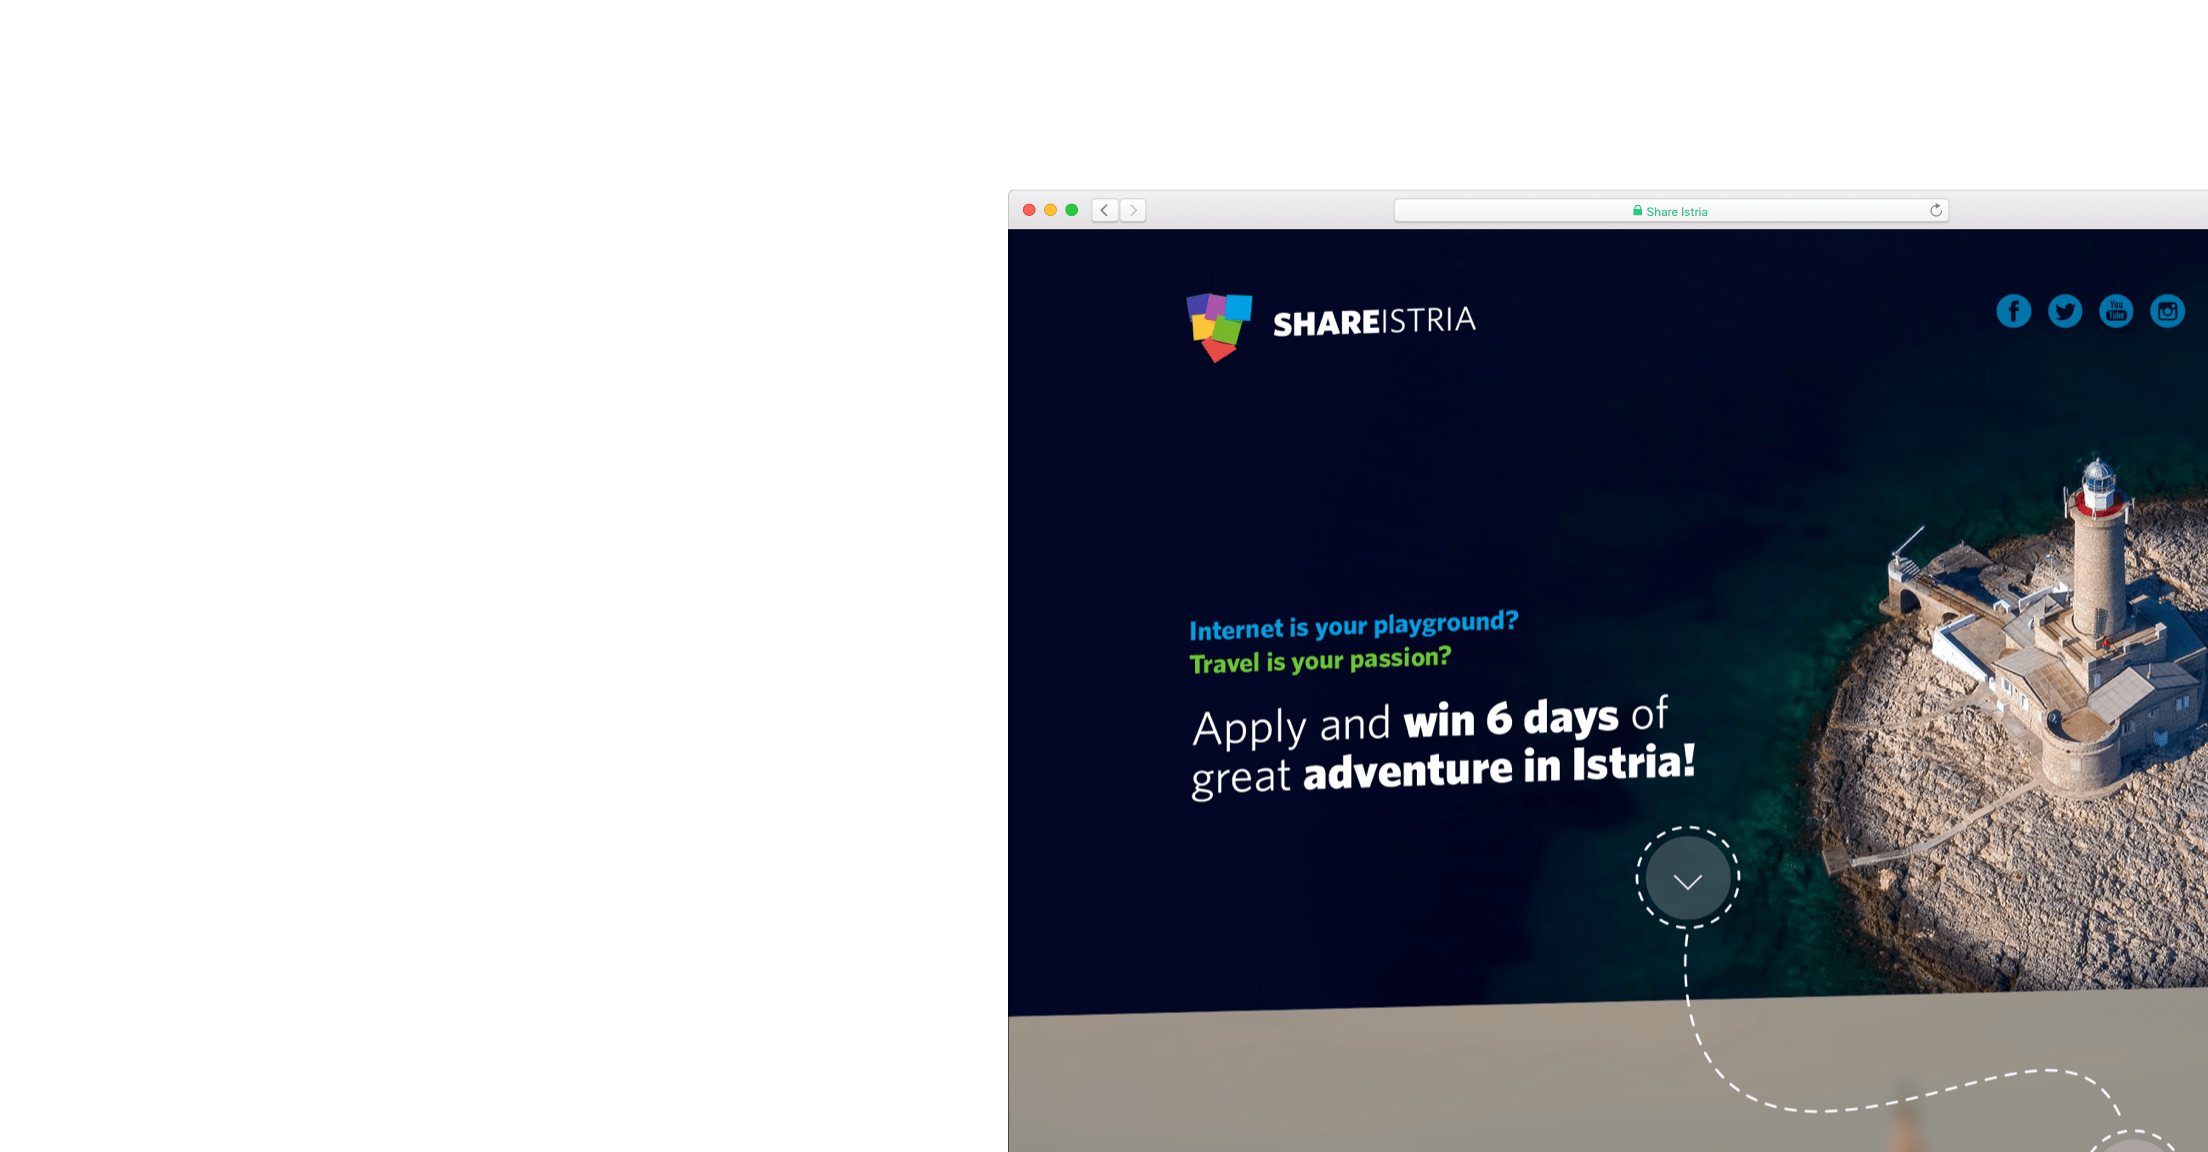 Share Istria
SHAREISTRIA
You
Tube
Internet is your playground?
Travel is your passion?
Apply and win 6 days of
great adventure in Istria!